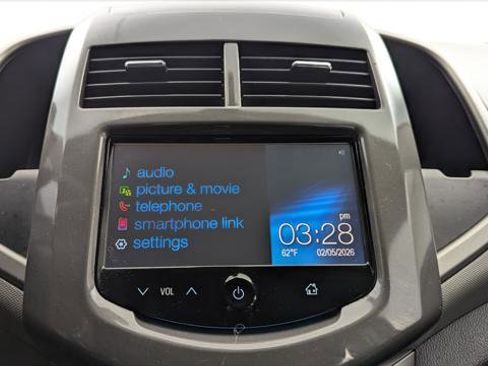 audio
picture & movie
telephone
smartphone link
settings
pm
03:28
62°F 02/05/2026
VOL